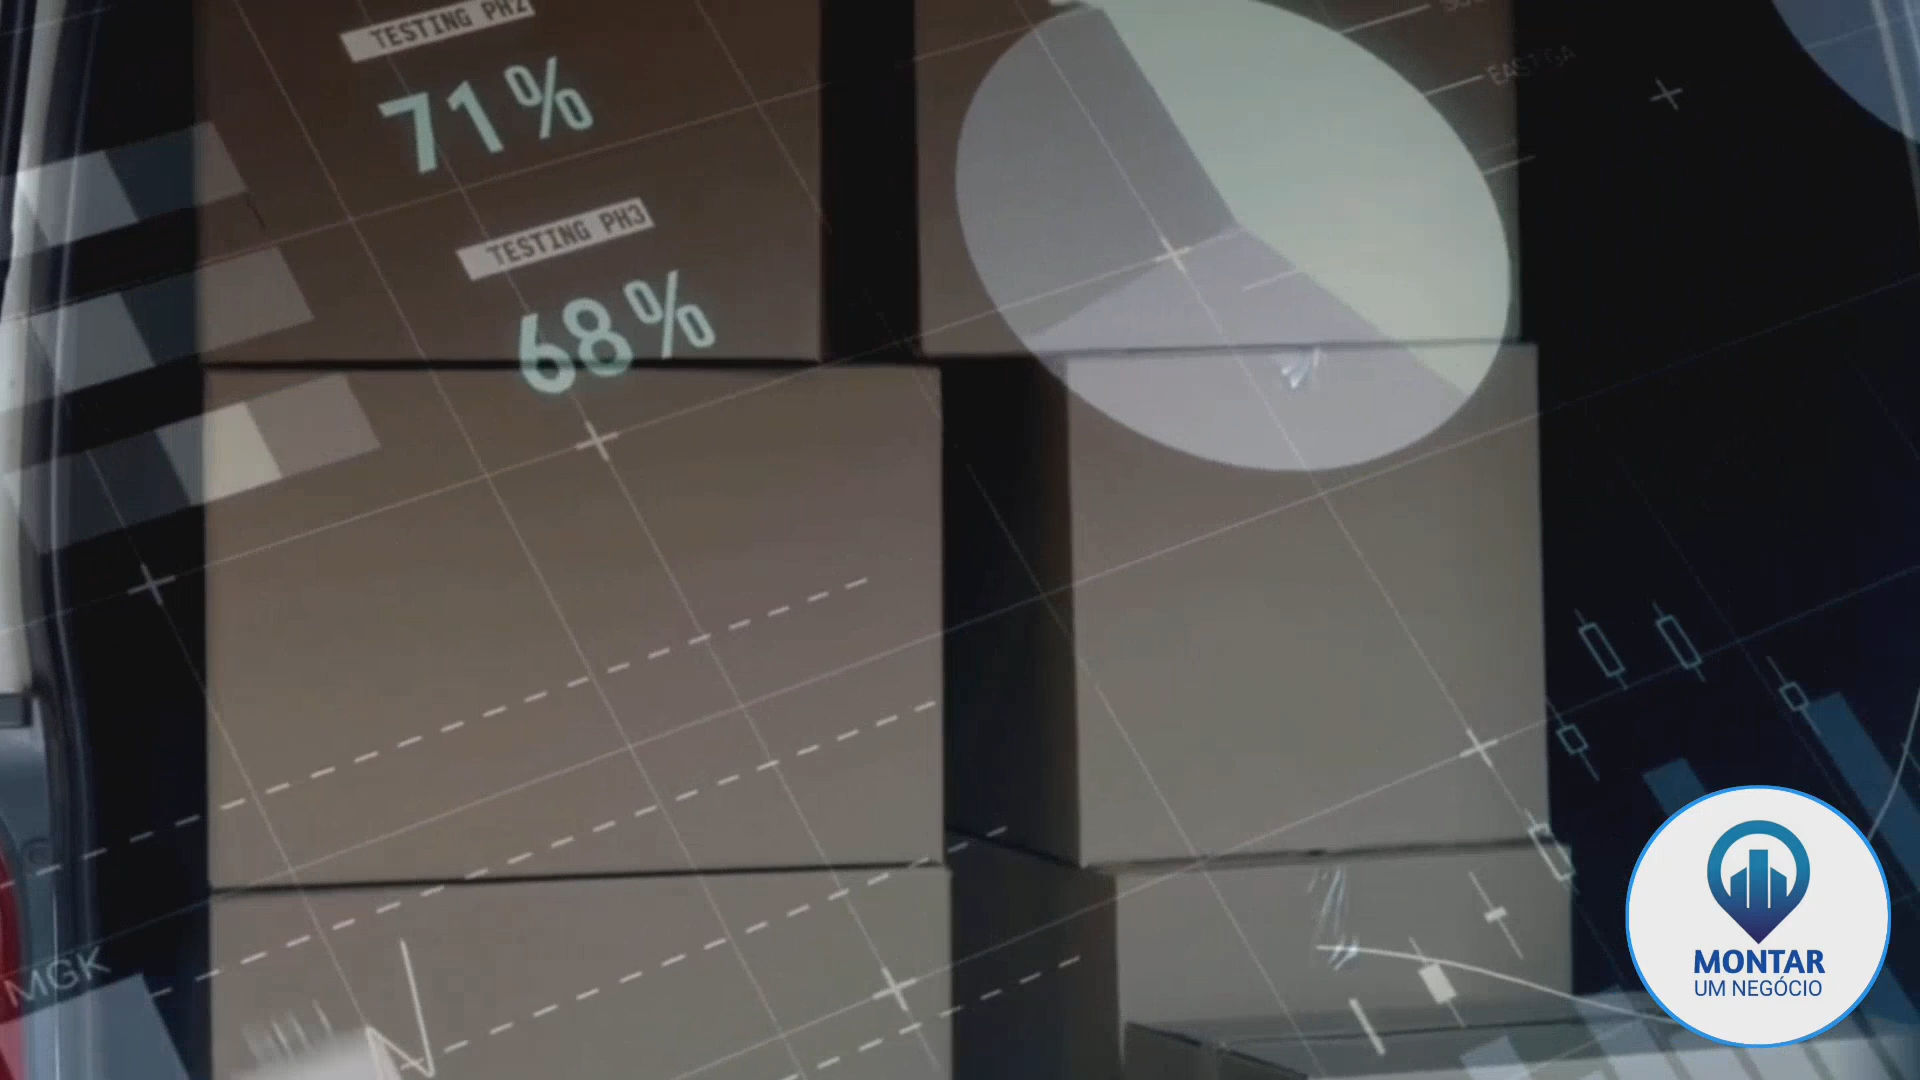 TESTING PH2
71%
TESTING PH3
68%
MGK
MONTAR
UM NEGÓCIO